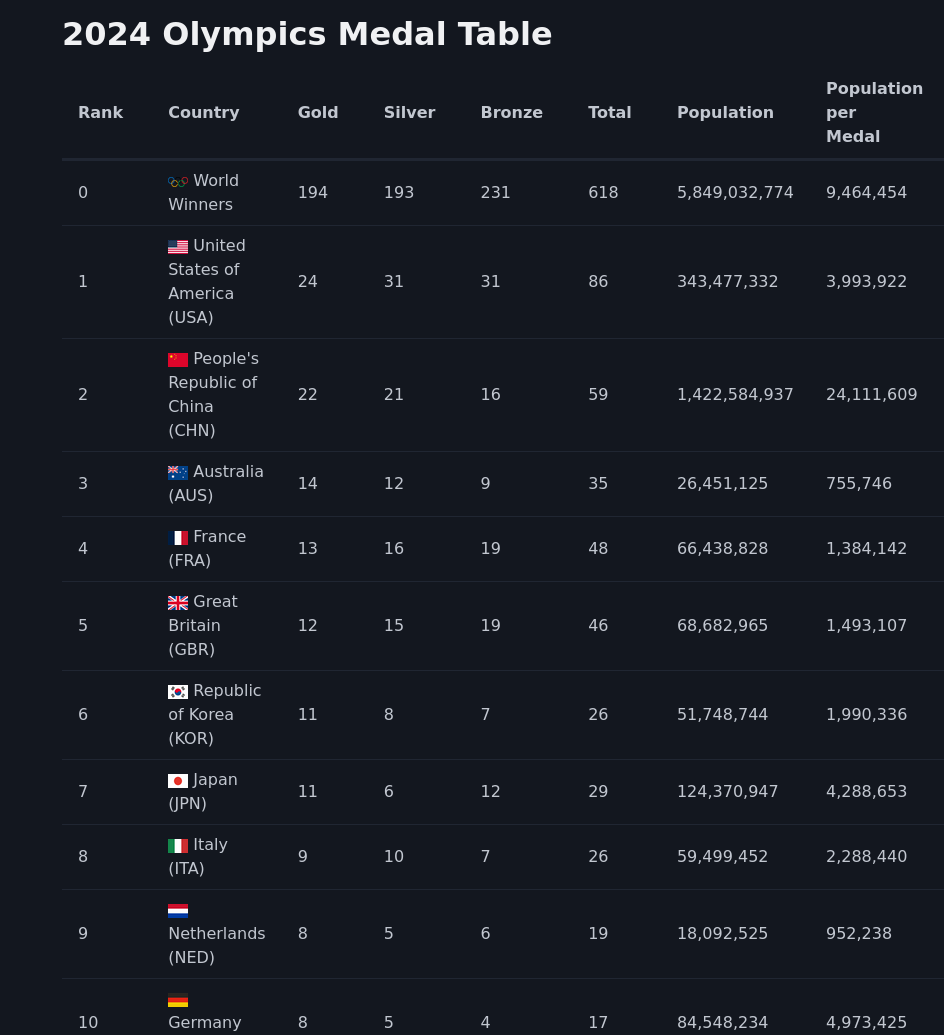 2024 Olympics Medal Table
Rank Country Gold Silver Bronze Total Population Population per Medal
0 World Winners 194 193 231 618 5,849,032,774 9,464,454
1 United States of America (USA) 24 31 31 86 343,477,332 3,993,922
2 People's Republic of China (CHN) 22 21 16 59 1,422,584,937 24,111,609
3 Australia (AUS) 14 12 9 35 26,451,125 755,746
4 France (FRA) 13 16 19 48 66,438,828 1,384,142
5 Great Britain (GBR) 12 15 19 46 68,682,965 1,493,107
6 Republic of Korea (KOR) 11 8 7 26 51,748,744 1,990,336
7 Japan (JPN) 11 6 12 29 124,370,947 4,288,653
8 Italy (ITA) 9 10 7 26 59,499,452 2,288,440
9 Netherlands (NED) 8 5 6 19 18,092,525 952,238
10 Germany 8 5 4 17 84,548,234 4,973,425